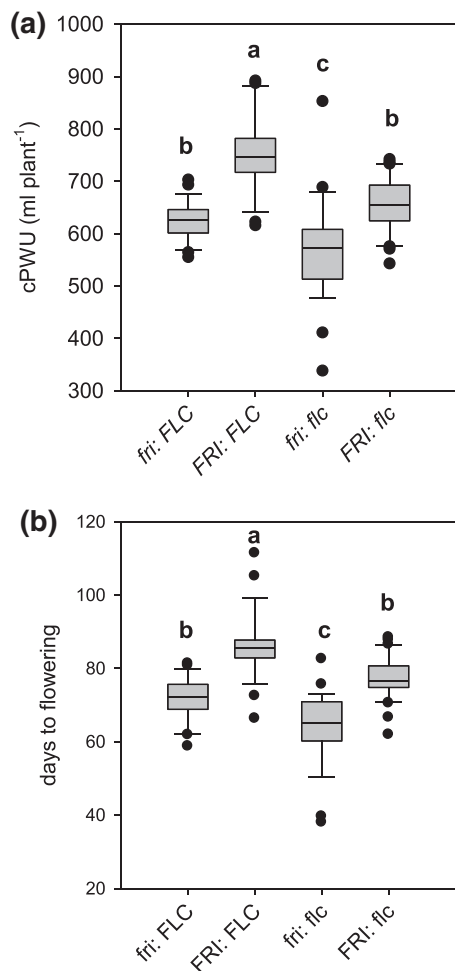 (a)
cPWU (ml plant⁻¹)
1000
900
800
700
600
500
400
300
b
a
c
b
fri: FLC
FRI: FLC
fri: flc
FRI: flc
(b)
days to flowering
120
100
80
60
40
20
b
a
c
b
fri: FLC
FRI: FLC
fri: flc
FRI: flc